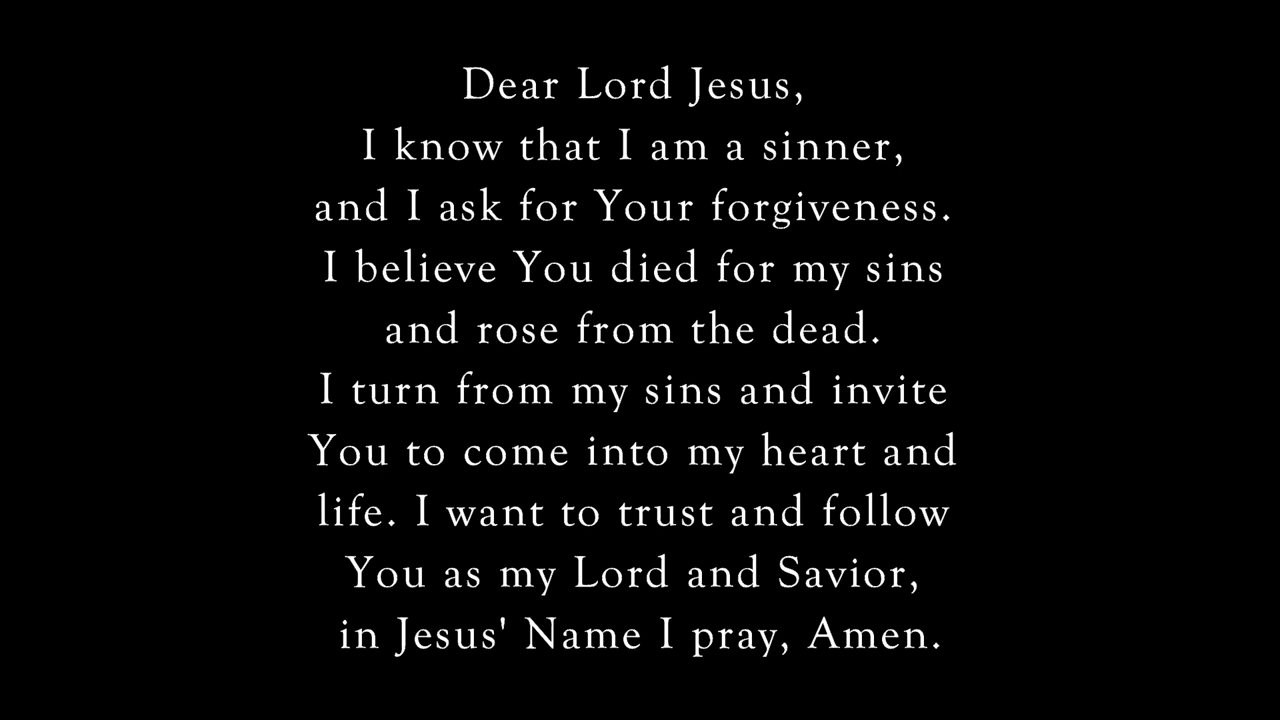 Dear Lord Jesus,
I know that I am a sinner,
and I ask for Your forgiveness.
I believe You died for my sins
and rose from the dead.
I turn from my sins and invite
You to come into my heart and
life. I want to trust and follow
You as my Lord and Savior,
in Jesus' Name I pray, Amen.